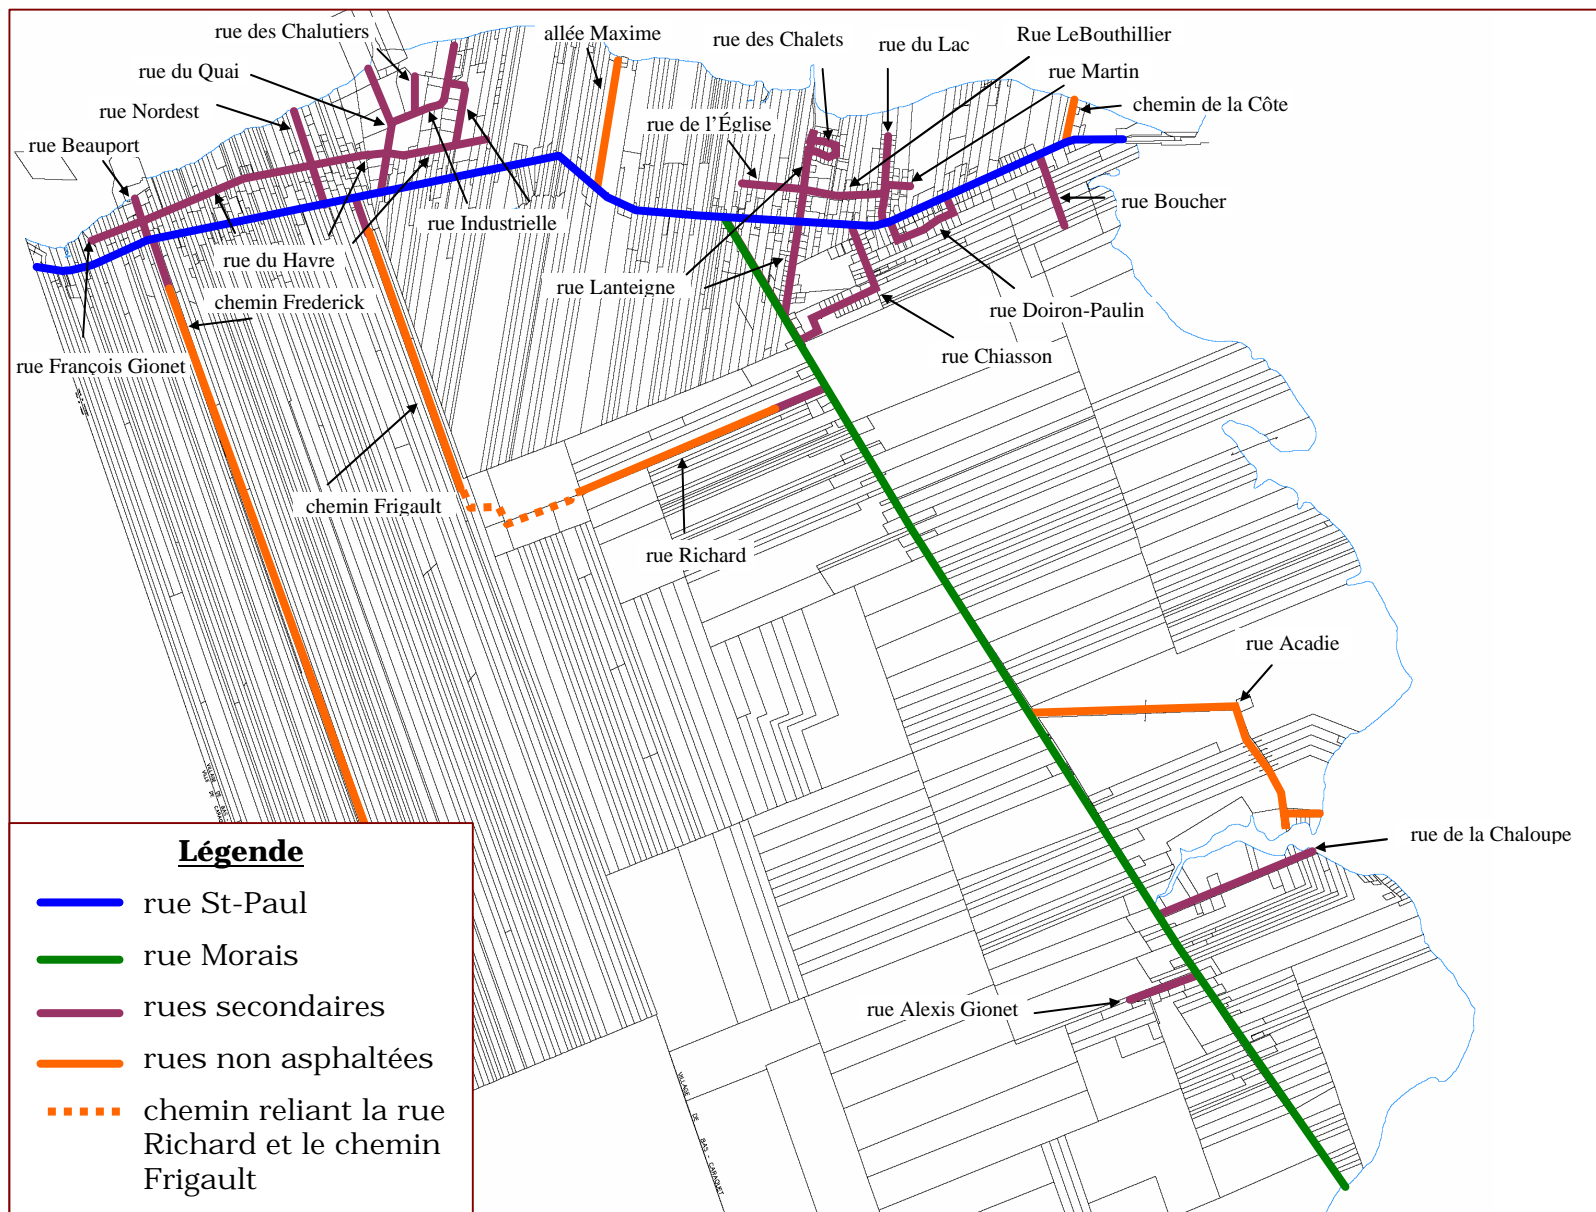 rue des Chalutiers
allée Maxime
rue des Chalets
rue du Lac
Rue LeBouthillier
rue du Quai
rue Martin
rue Nordest
chemin de la Côte
rue de l’Église
rue Beauport
rue Boucher
rue Industrielle
rue du Havre
rue Lanteigne
chemin Frederick
rue Doiron-Paulin
rue Chiasson
rue François Gionet
chemin Frigault
rue Richard
rue Acadie
rue de la Chaloupe
rue Alexis Gionet
Légende
rue St-Paul
rue Morais
rues secondaires
rues non asphaltées
chemin reliant la rue
Richard et le chemin
Frigault
VILLAGE DE BAS - CARAQUET